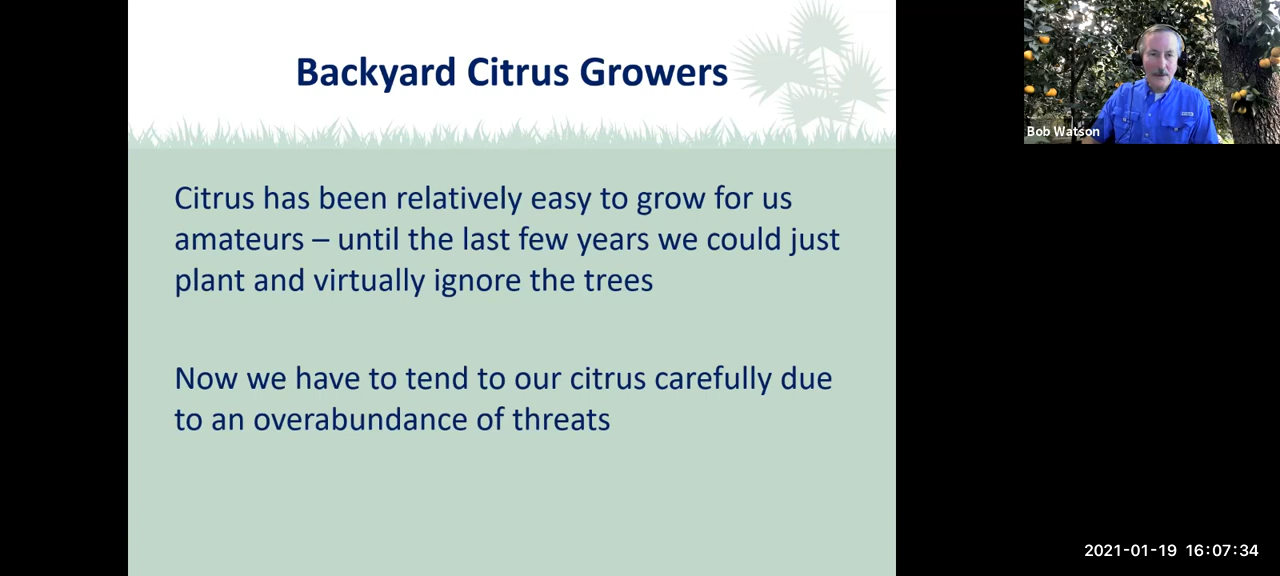 Backyard Citrus Growers
Citrus has been relatively easy to grow for us
amateurs – until the last few years we could just
plant and virtually ignore the trees
Now we have to tend to our citrus carefully due
to an overabundance of threats
Bob Watson
2021-01-19 16:07:34